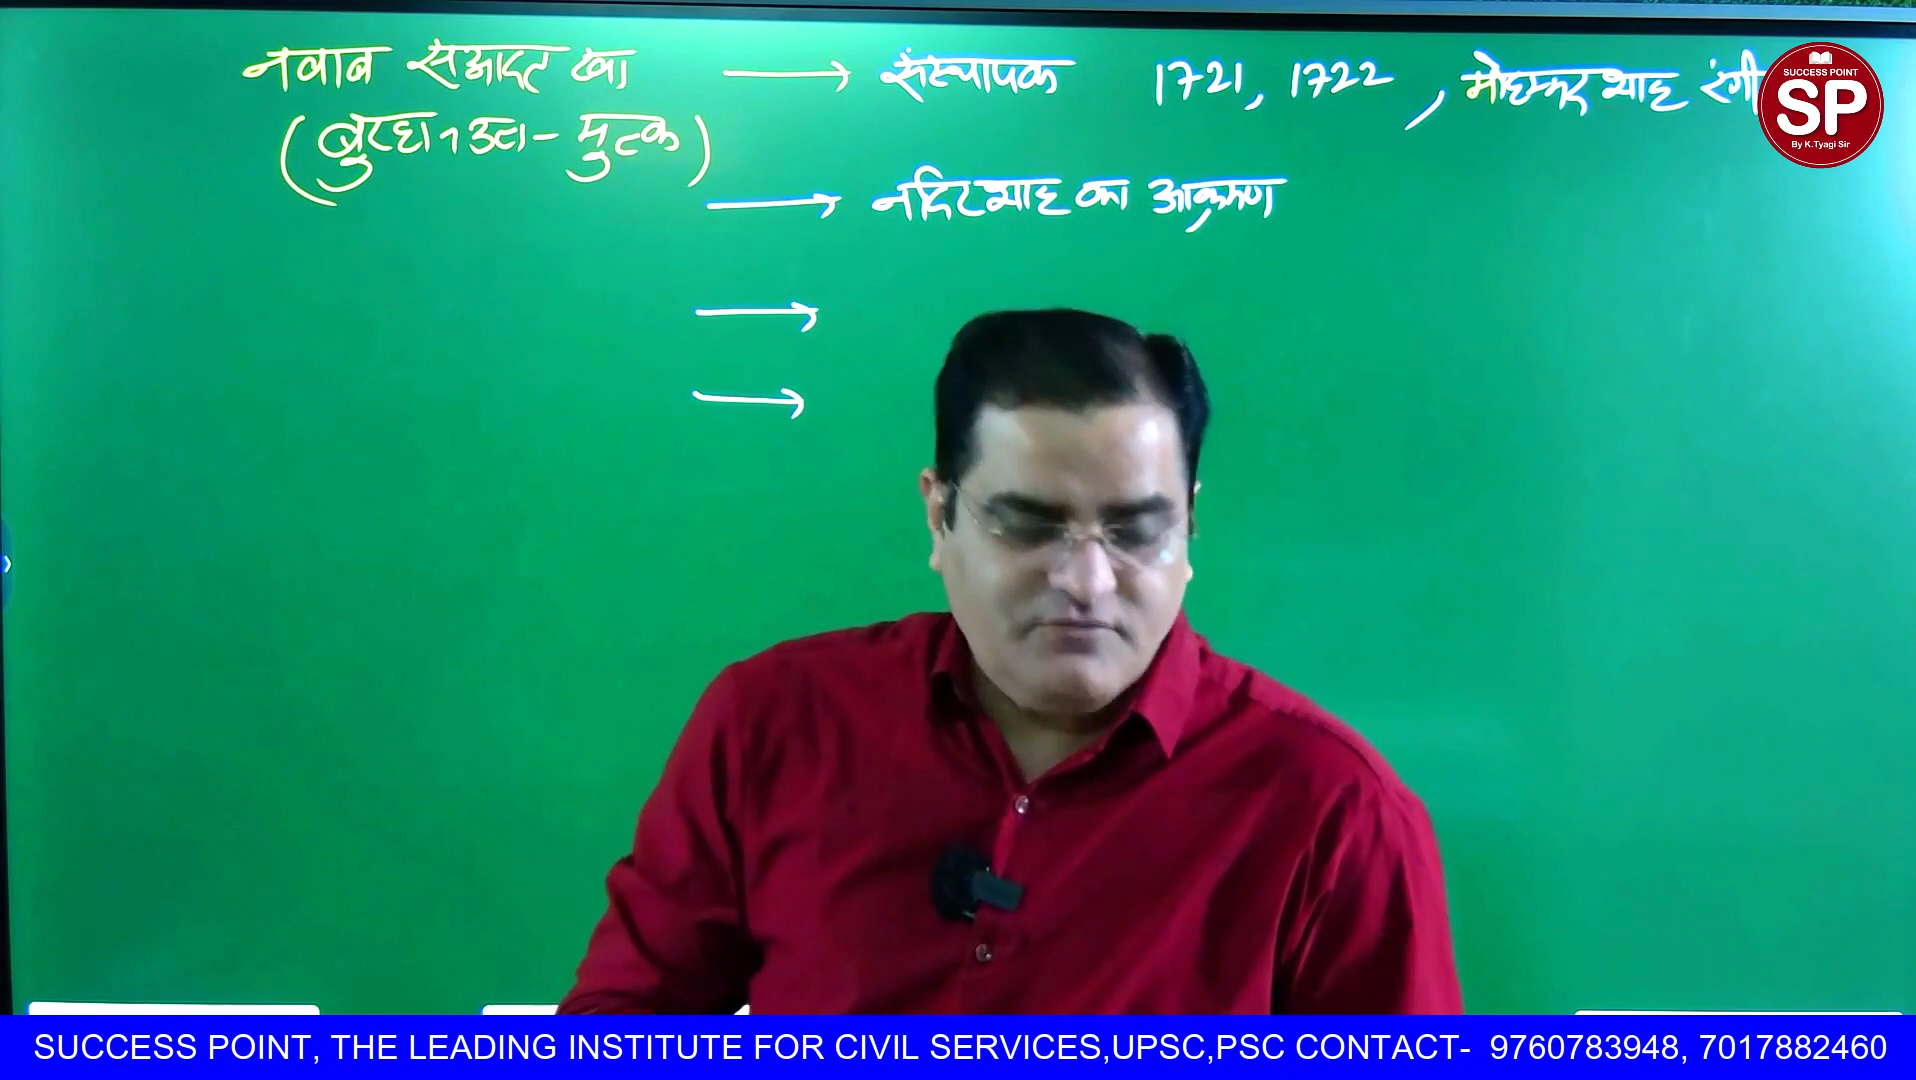 नवाब सआदत खां → संस्थापक 1721, 1722 , मोहम्मद शाह रंगी
(बुरहान उल-मुल्क)
→ नादिरशाह का आक्रमण
→
→
SUCCESS POINT
SP
By K.Tyagi Sir
SUCCESS POINT, THE LEADING INSTITUTE FOR CIVIL SERVICES,UPSC,PSC CONTACT- 9760783948, 7017882460